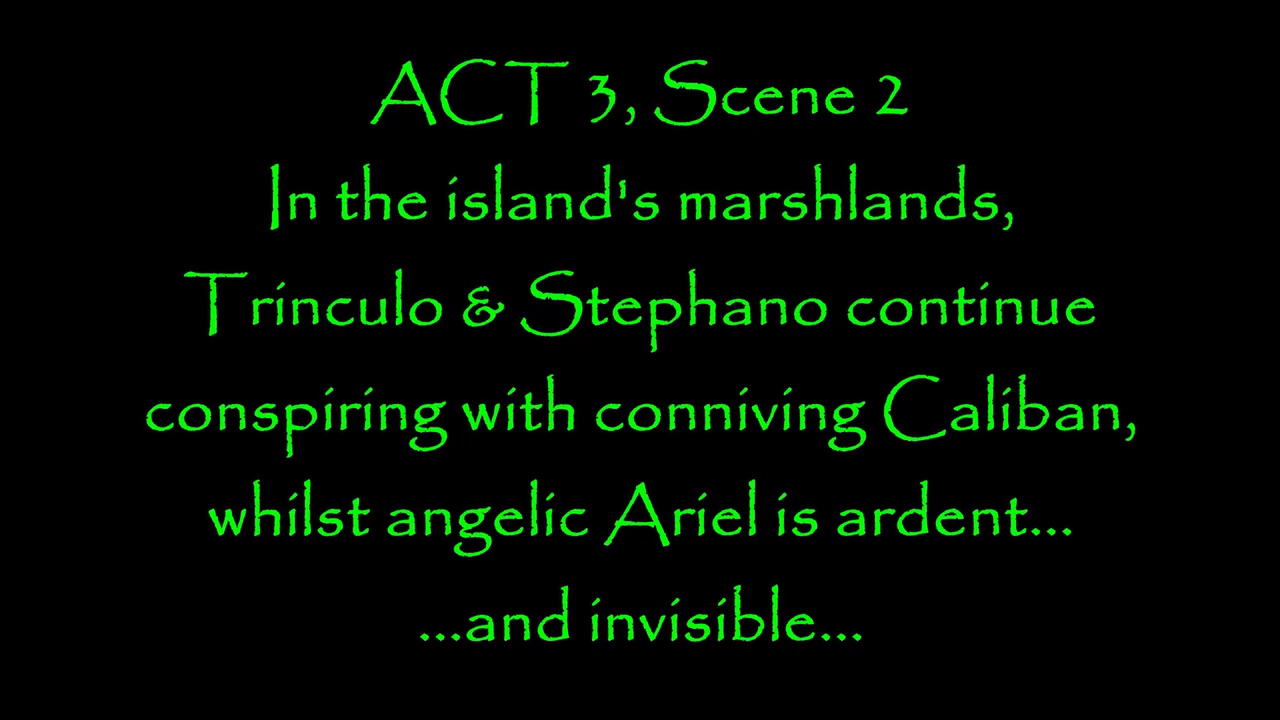 ACT 3, Scene 2
In the island's marshlands,
Trinculo & Stephano continue
conspiring with conniving Caliban,
whilst angelic Ariel is ardent...
...and invisible...